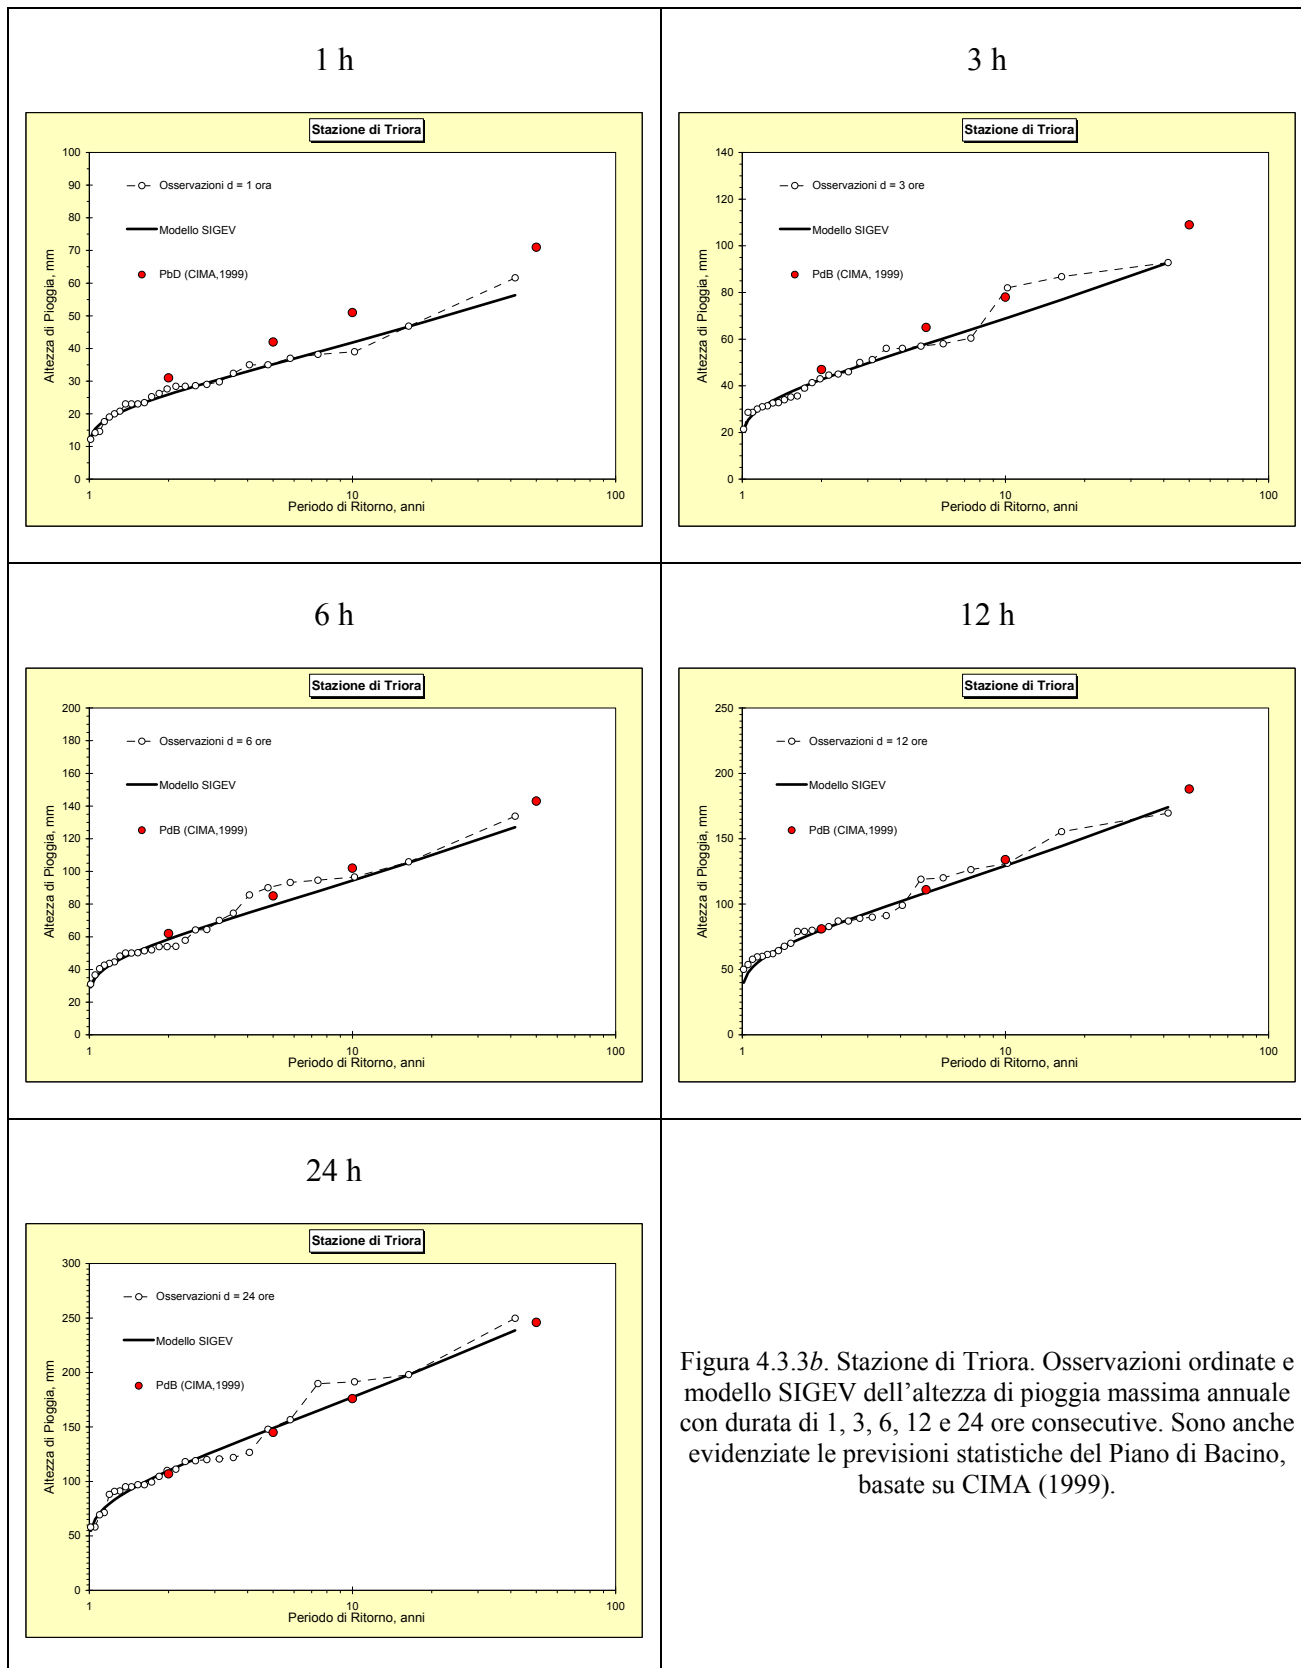 1 h
Stazione di Triora
Altezza di Pioggia, mm
100
90
80
70
60
50
40
30
20
10
0
Osservazioni d = 1 ora
Modello SIGEV
PbD (CIMA,1999)
1
10
100
Periodo di Ritorno, anni
3 h
Stazione di Triora
Altezza di Pioggia, mm
140
120
100
80
60
40
20
0
Osservazioni d = 3 ore
Modello SIGEV
PdB (CIMA, 1999)
1
10
100
Periodo di Ritorno, anni
6 h
Stazione di Triora
Altezza di Pioggia, mm
200
180
160
140
120
100
80
60
40
20
0
Osservazioni d = 6 ore
Modello SIGEV
PdB (CIMA,1999)
1
10
100
Periodo di Ritorno, anni
12 h
Stazione di Triora
Altezza di Pioggia, mm
250
200
150
100
50
0
Osservazioni d = 12 ore
Modello SIGEV
PdB (CIMA,1999)
1
10
100
Periodo di Ritorno, anni
24 h
Stazione di Triora
Altezza di Pioggia, mm
300
250
200
150
100
50
0
Osservazioni d = 24 ore
Modello SIGEV
PdB (CIMA,1999)
1
10
100
Periodo di Ritorno, anni
Figura 4.3.3b. Stazione di Triora. Osservazioni ordinate e
modello SIGEV dell’altezza di pioggia massima annuale
con durata di 1, 3, 6, 12 e 24 ore consecutive. Sono anche
evidenziate le previsioni statistiche del Piano di Bacino,
basate su CIMA (1999).